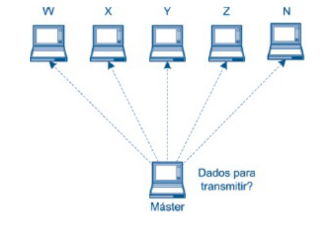 W X Y Z N
Dados para
transmitir?
Máster